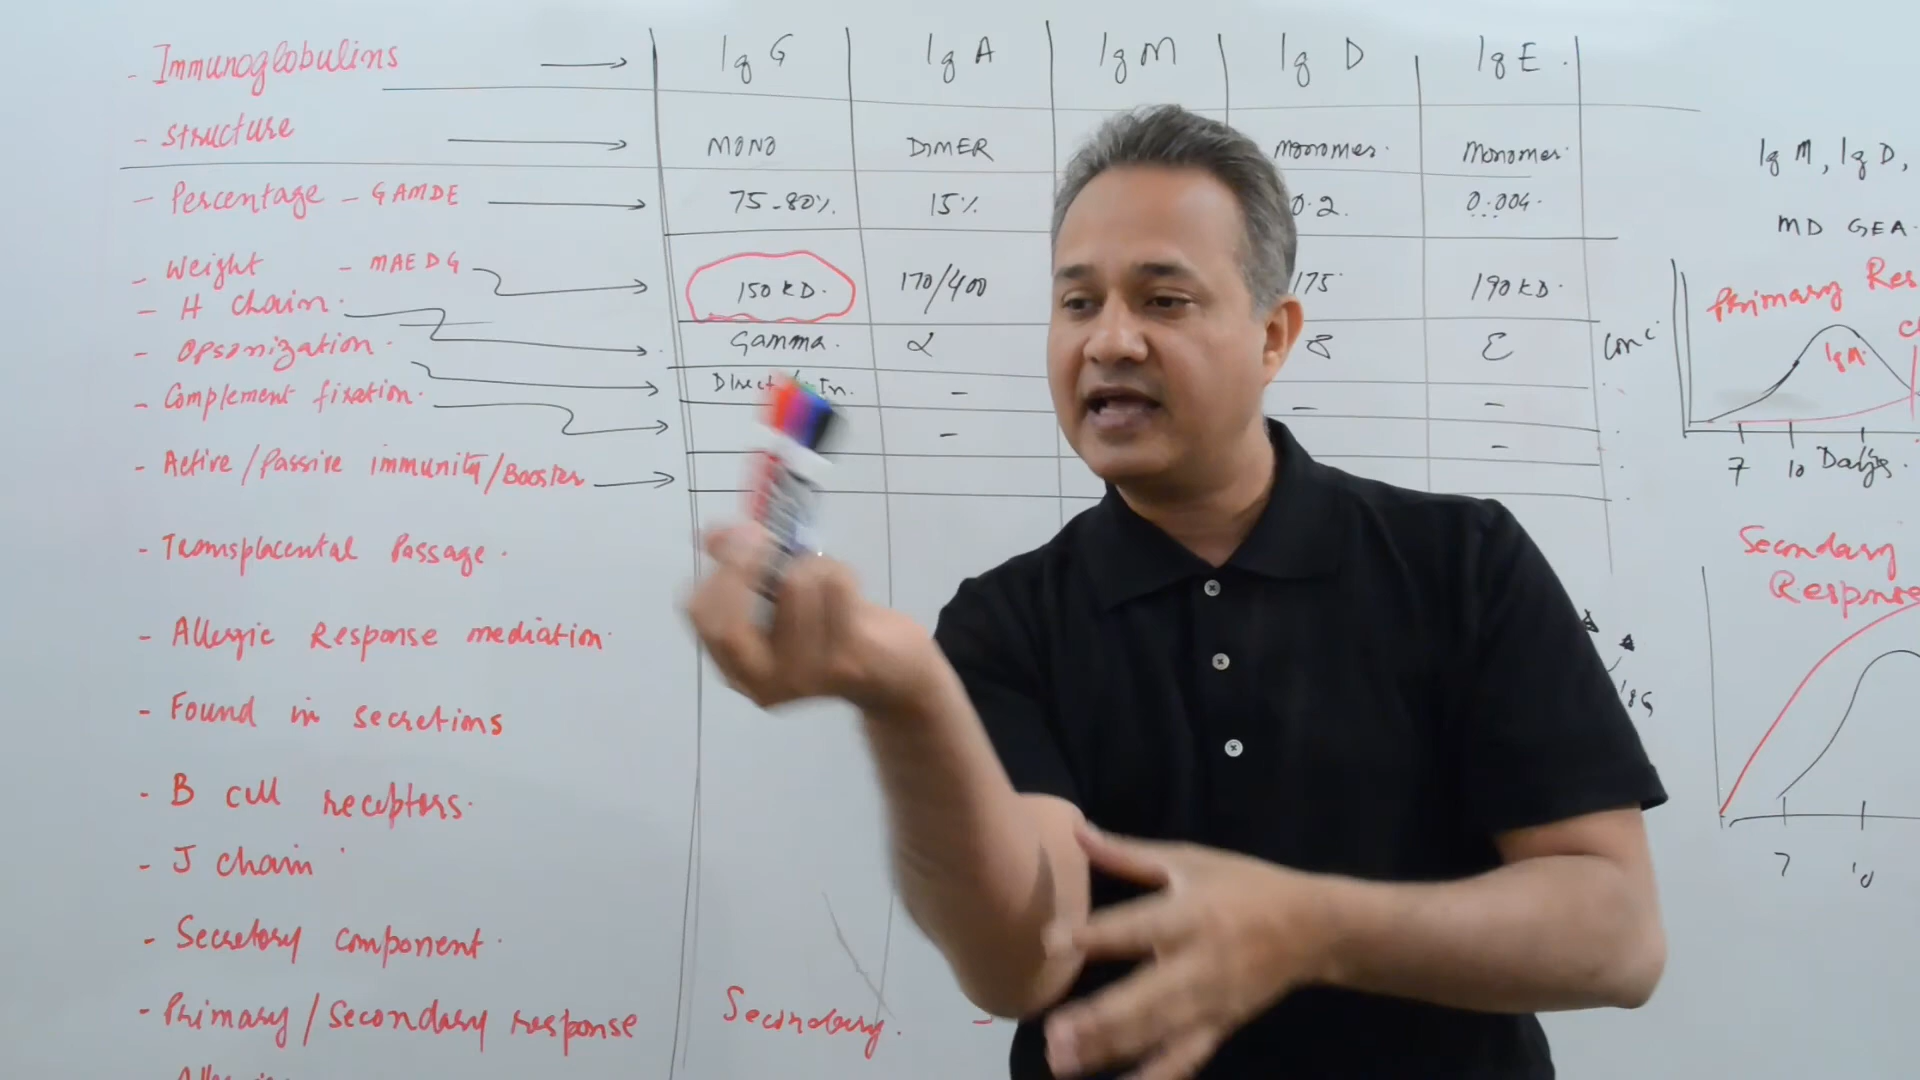 - Immunoglobulins → IgG IgA IgM IgD IgE.
- Structure → MONO DIMER Monomer. Monomer.
- Percentage - GAMDE → 75-80%. 15% 0.2. 0.004.
- Weight - MAEDG → 150 KD. 170/400 175 190 KD.
- H chain. → Gamma. α δ ε
- Opsonization. → Direct In. - - -
- Complement fixation. → - -
- Active/Passive immunity/Booster →
- Transplacental Passage.
- Allergic Response mediation.
- Found in secretions
- B cell receptors.
- J chain
- Secretory component.
- Primary/Secondary response Secondary. -
IgM, IgD,
MD GEA.
Primary Res
IgM.
Conc.
7 10 Days.
Secondary
Response
IgG
7 10